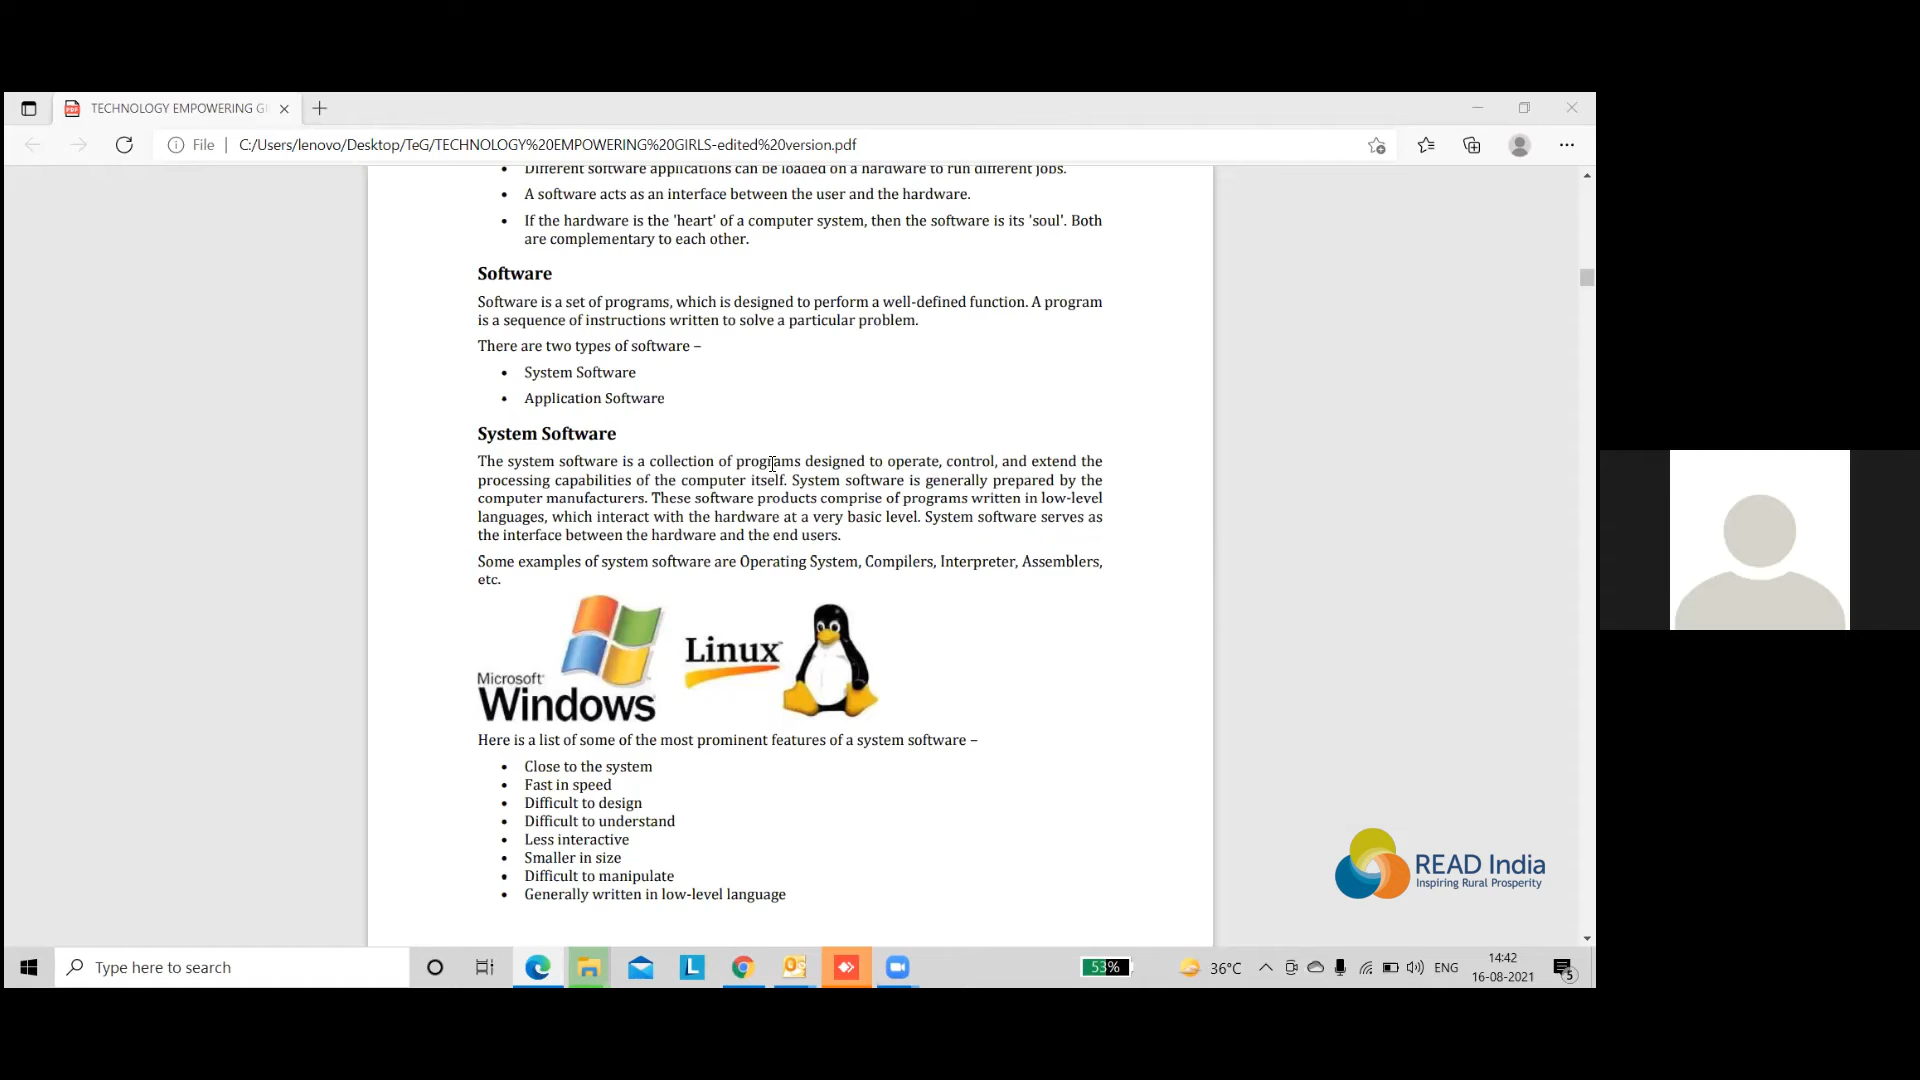 TECHNOLOGY EMPOWERING GI
File
C:/Users/lenovo/Desktop/TeG/TECHNOLOGY%20EMPOWERING%20GIRLS-edited%20version.pdf
• Different software applications can be loaded on a hardware to run different jobs.
• A software acts as an interface between the user and the hardware.
• If the hardware is the 'heart' of a computer system, then the software is its 'soul'. Both
are complementary to each other.
Software
Software is a set of programs, which is designed to perform a well-defined function. A program
is a sequence of instructions written to solve a particular problem.
There are two types of software –
• System Software
• Application Software
System Software
The system software is a collection of programs designed to operate, control, and extend the
processing capabilities of the computer itself. System software is generally prepared by the
computer manufacturers. These software products comprise of programs written in low-level
languages, which interact with the hardware at a very basic level. System software serves as
the interface between the hardware and the end users.
Some examples of system software are Operating System, Compilers, Interpreter, Assemblers,
etc.
Microsoft
Windows
Linux
Here is a list of some of the most prominent features of a system software –
• Close to the system
• Fast in speed
• Difficult to design
• Difficult to understand
• Less interactive
• Smaller in size
• Difficult to manipulate
• Generally written in low-level language
READ India
Inspiring Rural Prosperity
Type here to search
L
53%
36°C
ENG
14:42
16-08-2021
5